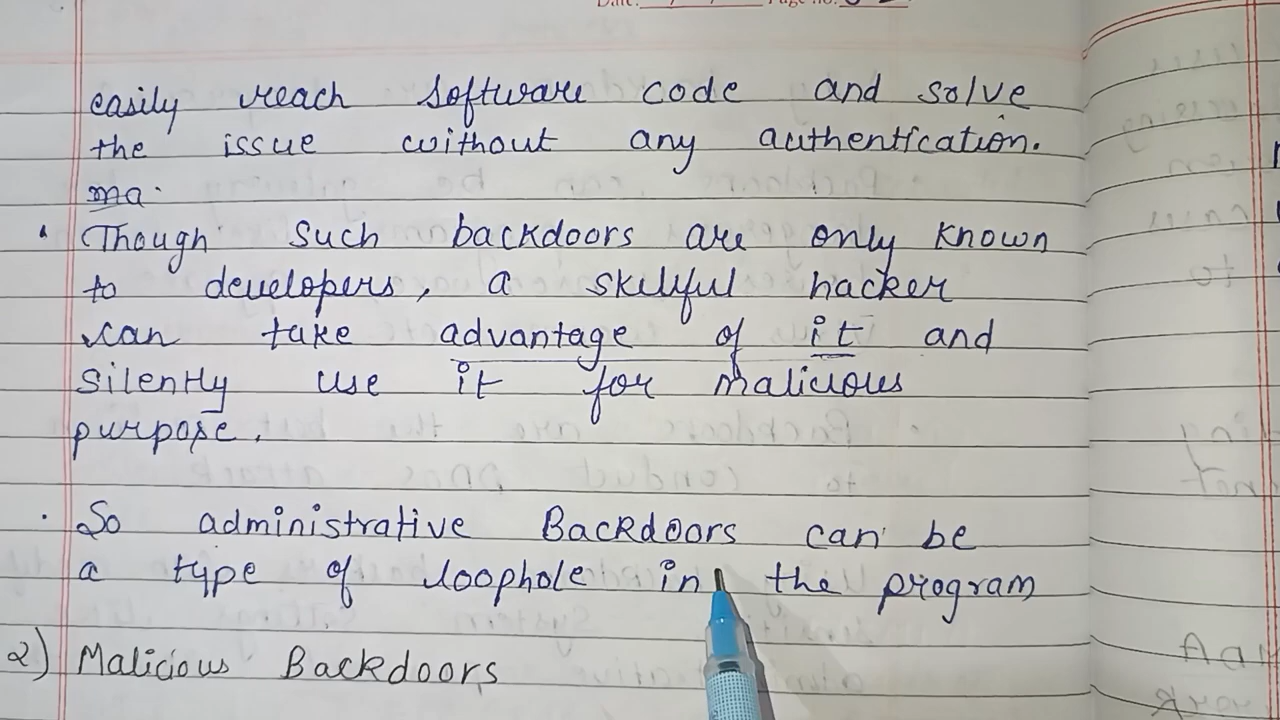 easily reach software code and solve
the issue without any authentication.
ma.
• Though such backdoors are only known
to developers, a skilful hacker
can take advantage of it and
silently use it for malicious
purpose.
• So administrative Backdoors can be
a type of loophole in the program
2) Malicious Backdoors